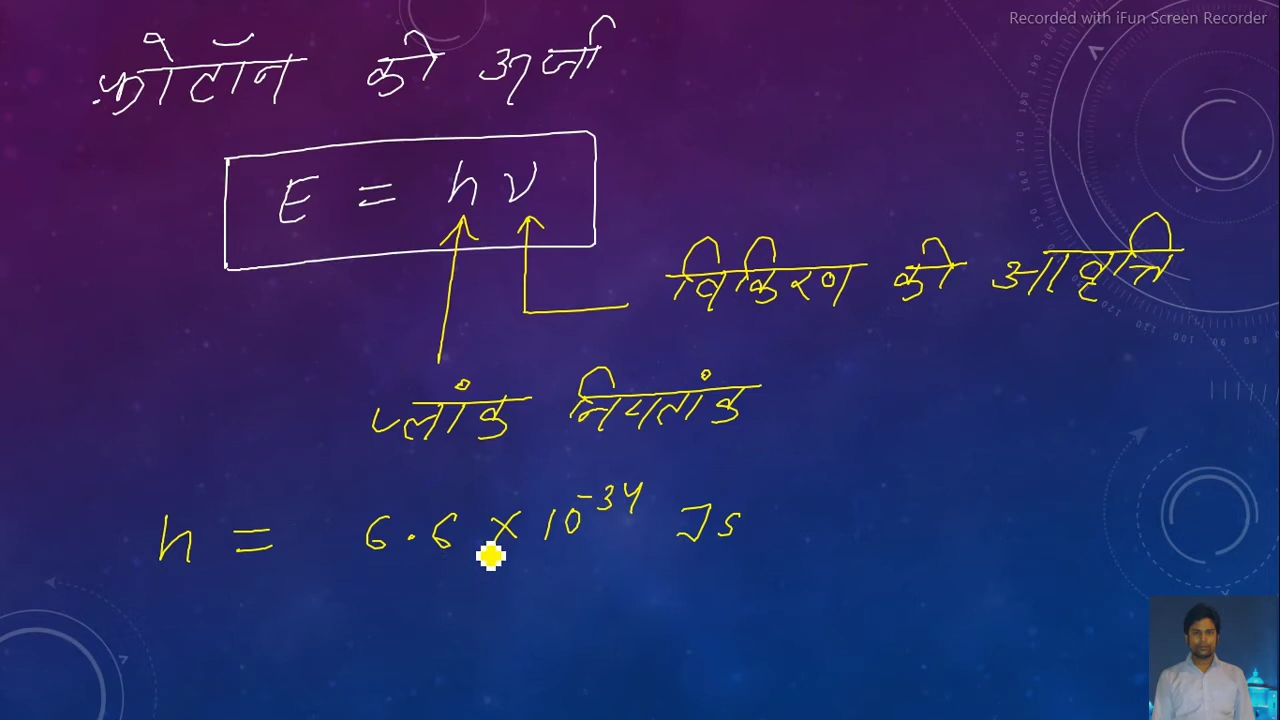 Recorded with iFun Screen Recorder
फ़ोटॉन की ऊर्जा
E = hν
विकिरण की आवृत्ति
प्लांक नियतांक
h = 6.6 × 10⁻³⁴ Js